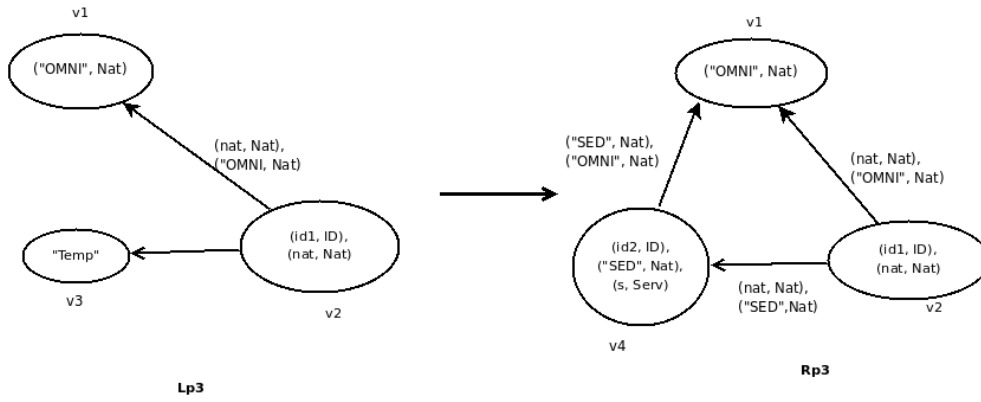 v1
("OMNI", Nat)
(nat, Nat),
("OMNI, Nat)
"Temp"
v3
(id1, ID),
(nat, Nat)
v2
Lp3
v1
("OMNI", Nat)
("SED", Nat),
("OMNI", Nat)
(nat, Nat),
("OMNI", Nat)
(id2, ID),
("SED", Nat),
(s, Serv)
v4
(id1, ID),
(nat, Nat)
v2
(nat, Nat),
("SED",Nat)
Rp3